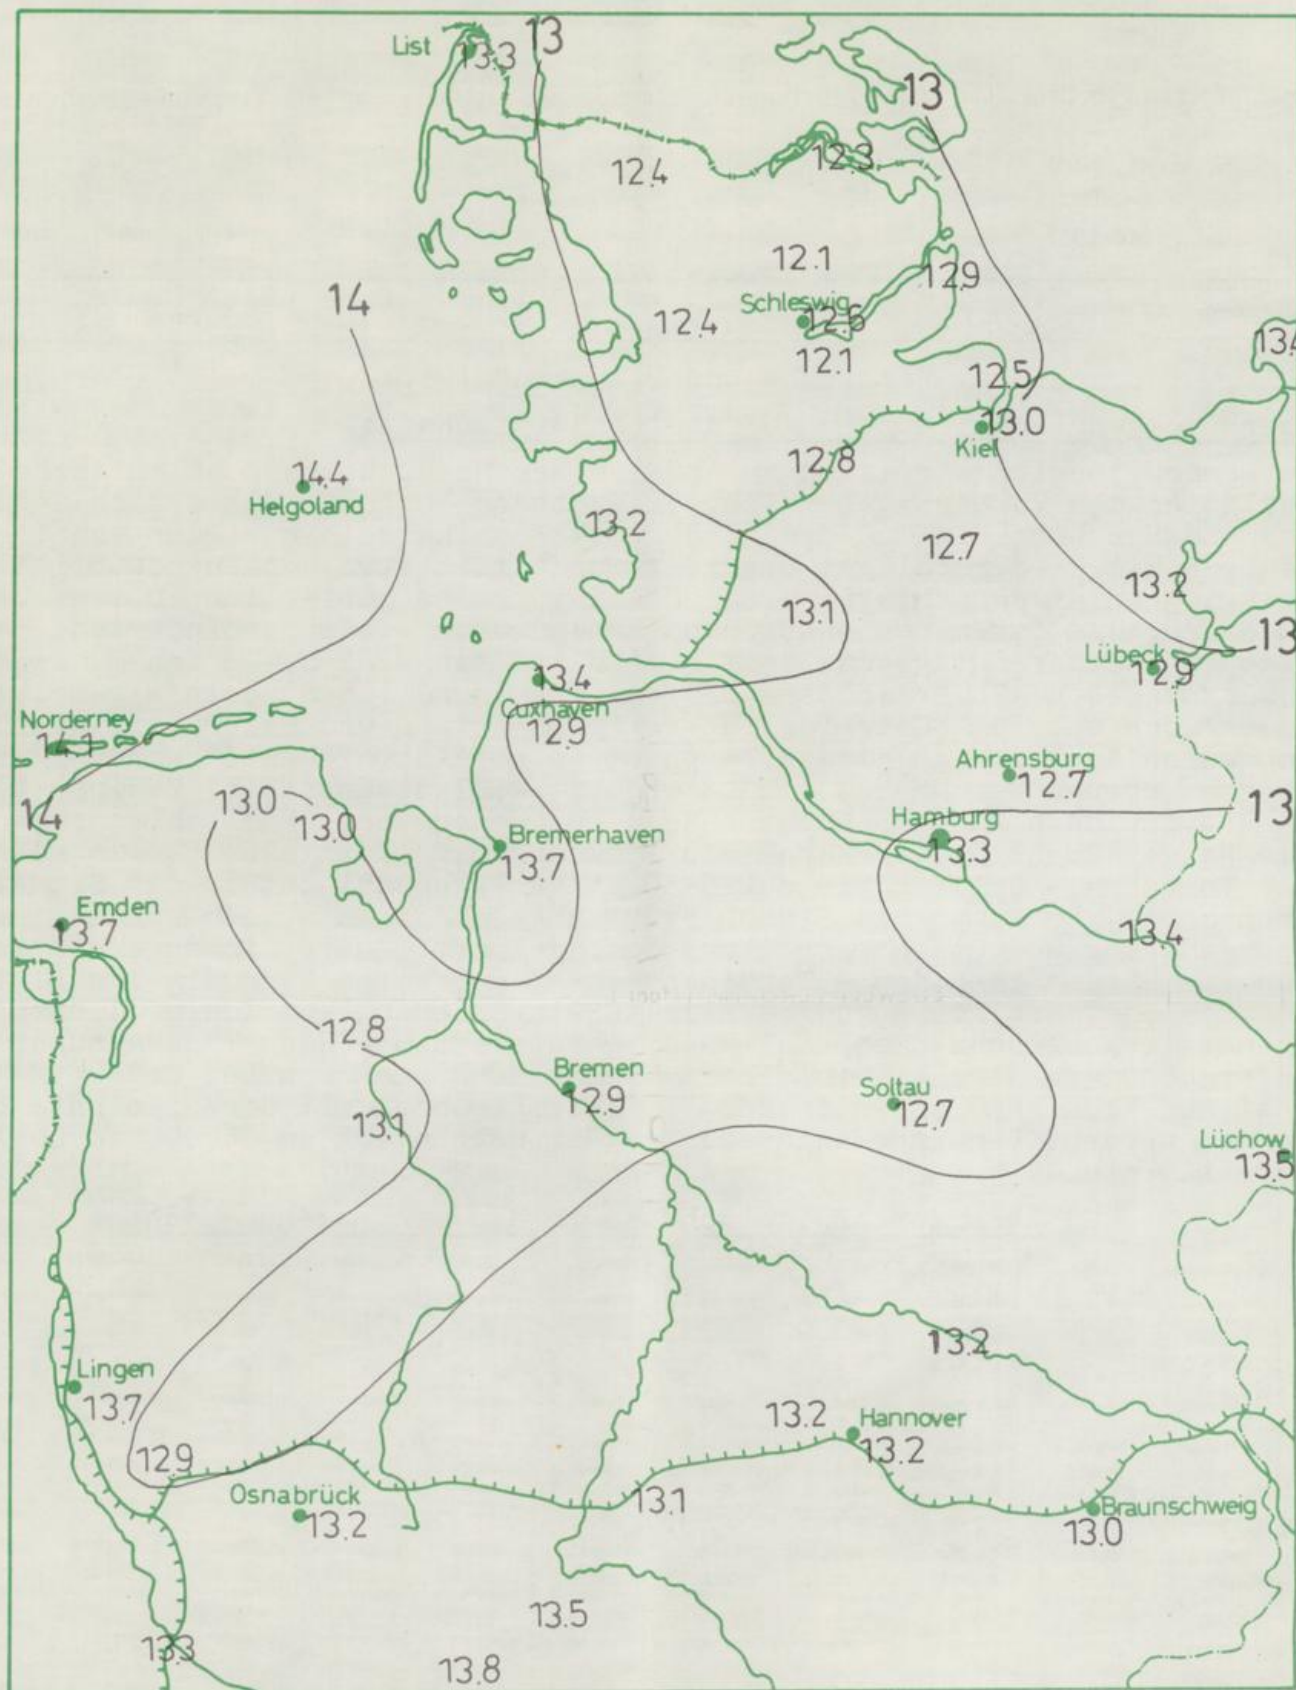 13
List
13.3
13
12.4
12.3
12.1
12.9
14
Schleswig
12.6
12.4
12.1
12.5
13.0
Kiel
12.8
14.4
Helgoland
13.2
12.7
13.2
13.1
13
Lübeck
12.9
13.4
Cuxhaven
12.9
Norderney
14.1
Ahrensburg
12.7
14
13.0
13.0
13
Hamburg
13.3
Bremerhaven
13.7
Emden
13.7
13.4
12.8
Bremen
12.9
Soltau
12.7
13.1
Lüchow
13.5
13.2
Lingen
13.7
13.2
Hannover
13.2
12.9
Osnabrück
13.2
13.1
Braunschweig
13.0
13.5
13.3
13.8